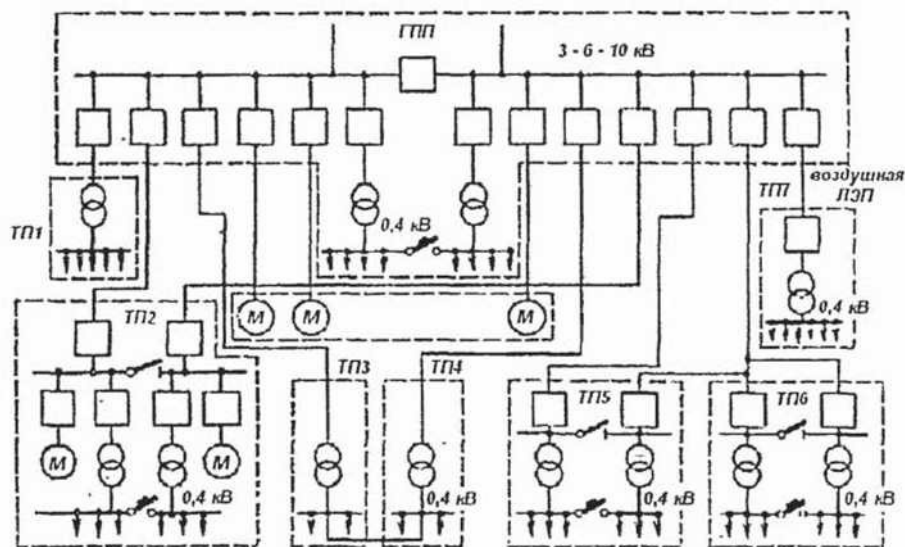 ГПП
3 - 6 - 10 кВ
воздушная
ЛЭП
ТП7
ТП1
0,4 кВ
0,4 кВ
ТП2
М
М
М
ТП3
ТП4
ТП5
ТП6
М
М
0,4 кВ
0,4 кВ
0,4 кВ
0,4 кВ